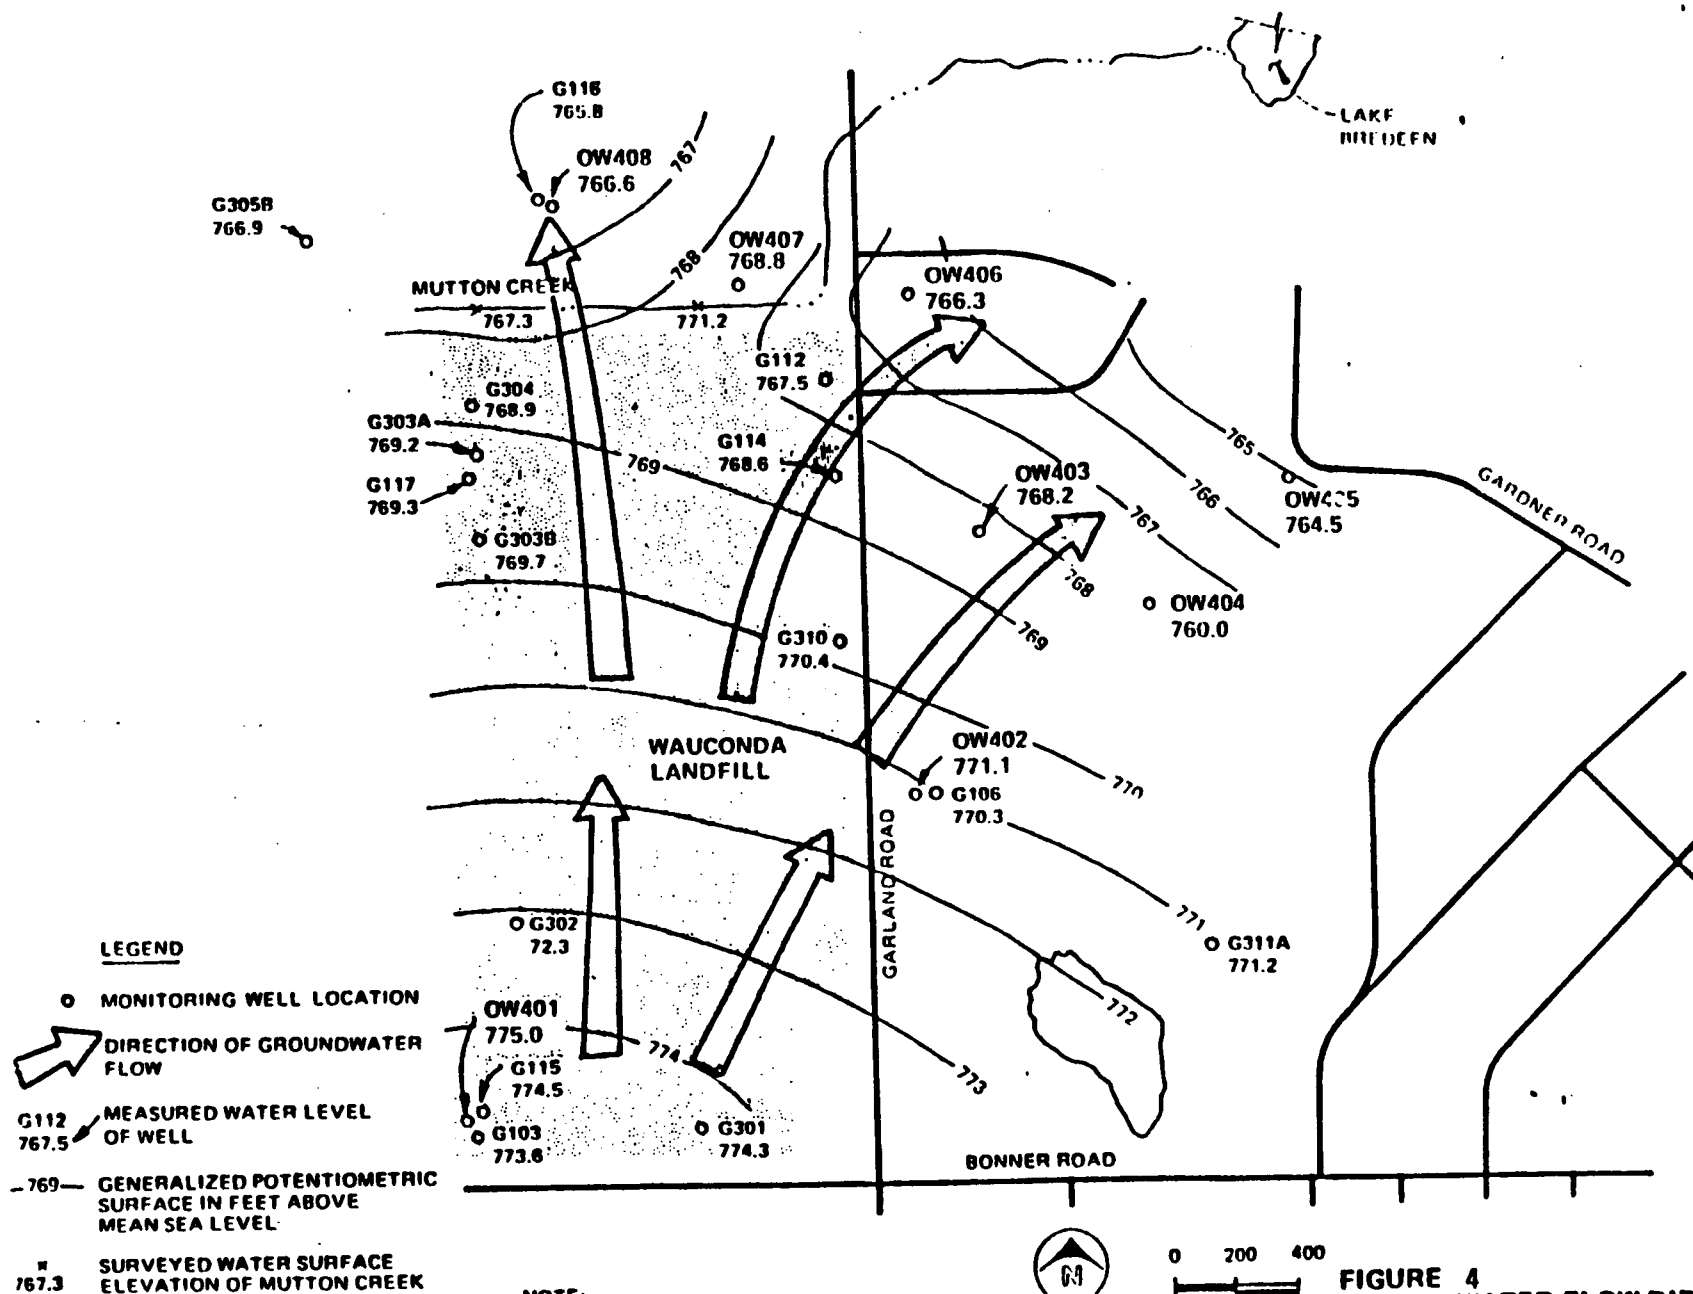 G116
765.8
OW408
766.6
G305B
766.9
767
768
OW407
768.8
LAKE
MUTTON CREEK
767.3
771.2
OW406
766.3
G112
767.5
G304
768.9
G303A
769.2
G117
769.3
G303B
769.7
769
G114
768.6
OW403
768.2
765
766
767
768
769
764.5
GARDNER ROAD
OW404
760.0
G310
770.4
WAUCONDA
LANDFILL
OW402
771.1
G106
770.3
770
GARLAND ROAD
771
G311A
771.2
772
773
G302
72.3
OW401
775.0
774
G115
774.5
G103
773.6
G301
774.3
BONNER ROAD
LEGEND
MONITORING WELL LOCATION
DIRECTION OF GROUNDWATER
FLOW
G112
767.5
MEASURED WATER LEVEL
OF WELL
769
GENERALIZED POTENTIOMETRIC
SURFACE IN FEET ABOVE
MEAN SEA LEVEL
767.3
SURVEYED WATER SURFACE
ELEVATION OF MUTTON CREEK
N
0 200 400
FIGURE 4